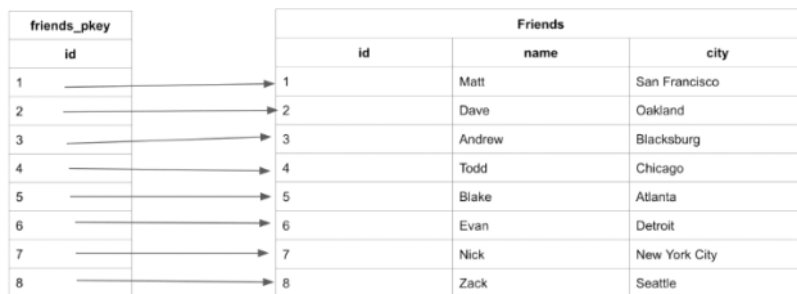 friends_pkey Friends
id id name city
1 1 Matt San Francisco
2 2 Dave Oakland
3 3 Andrew Blacksburg
4 4 Todd Chicago
5 5 Blake Atlanta
6 6 Evan Detroit
7 7 Nick New York City
8 8 Zack Seattle